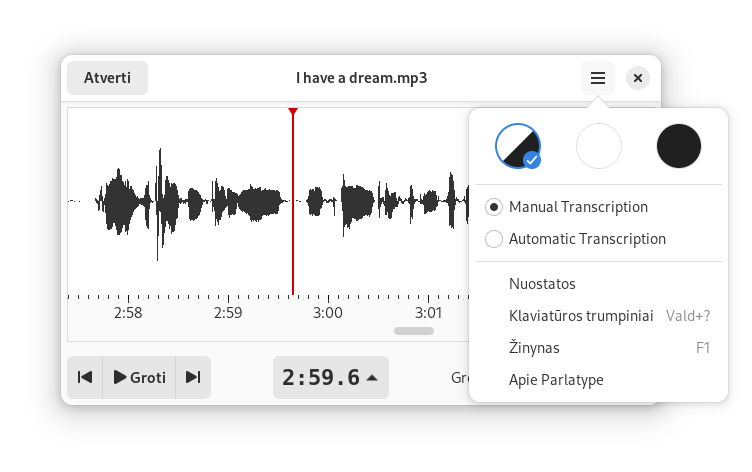 Atverti
I have a dream.mp3
Manual Transcription
Automatic Transcription
Nuostatos
Klaviatūros trumpiniai Vald+?
Žinynas F1
Apie Parlatype
2:58 2:59 3:00 3:01
Groti
2:59.6